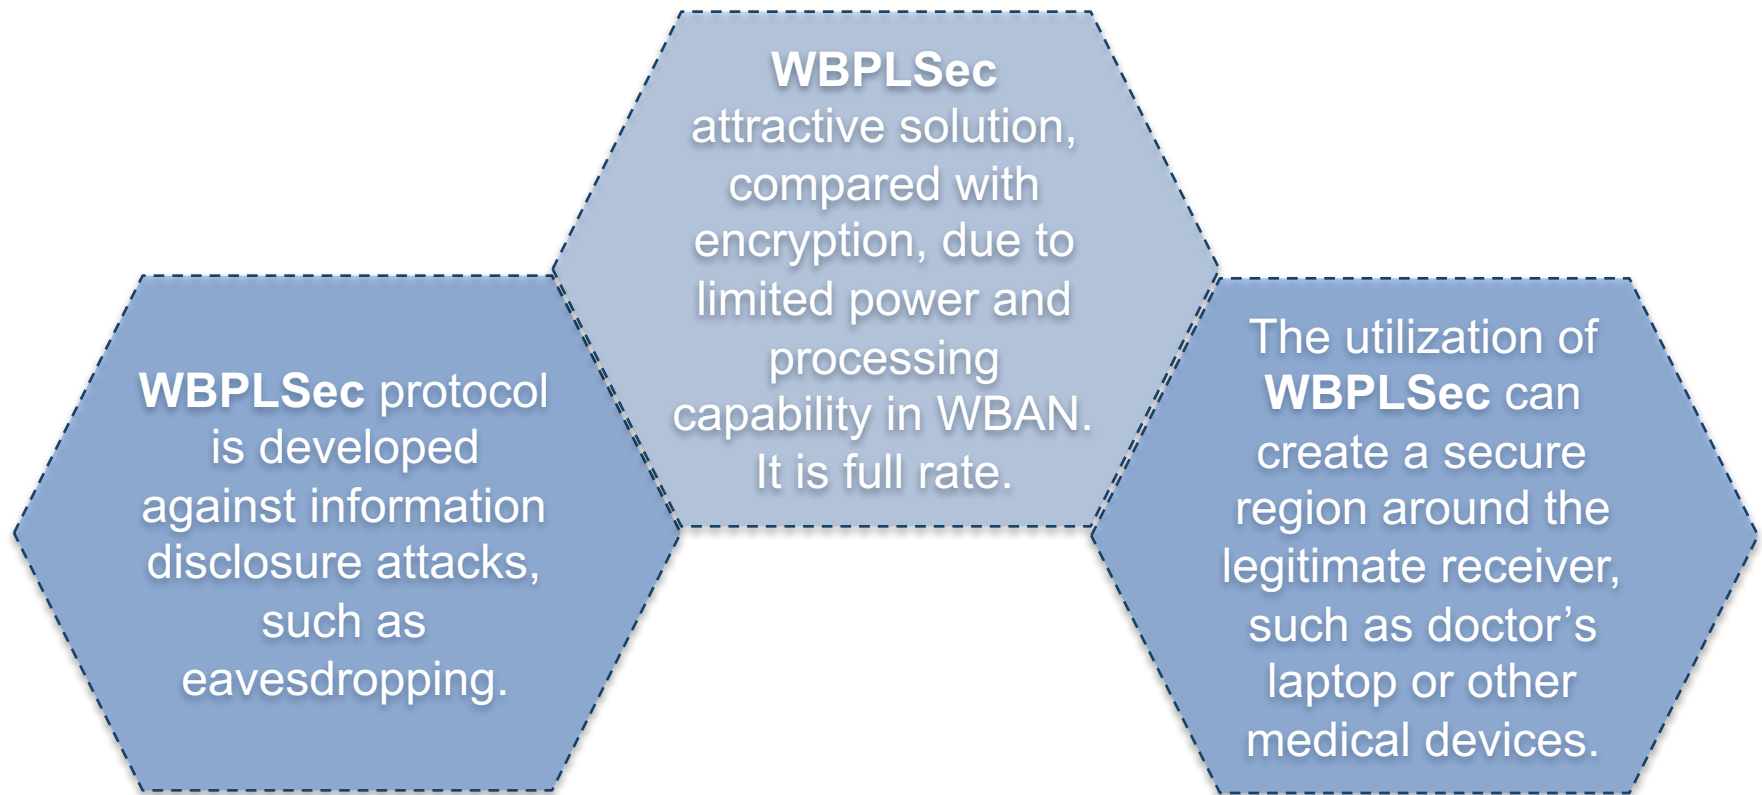 WBPLSec protocol
is developed
against information
disclosure attacks,
such as
eavesdropping.
WBPLSec
attractive solution,
compared with
encryption, due to
limited power and
processing
capability in WBAN.
It is full rate.
The utilization of
WBPLSec can
create a secure
region around the
legitimate receiver,
such as doctor’s
laptop or other
medical devices.